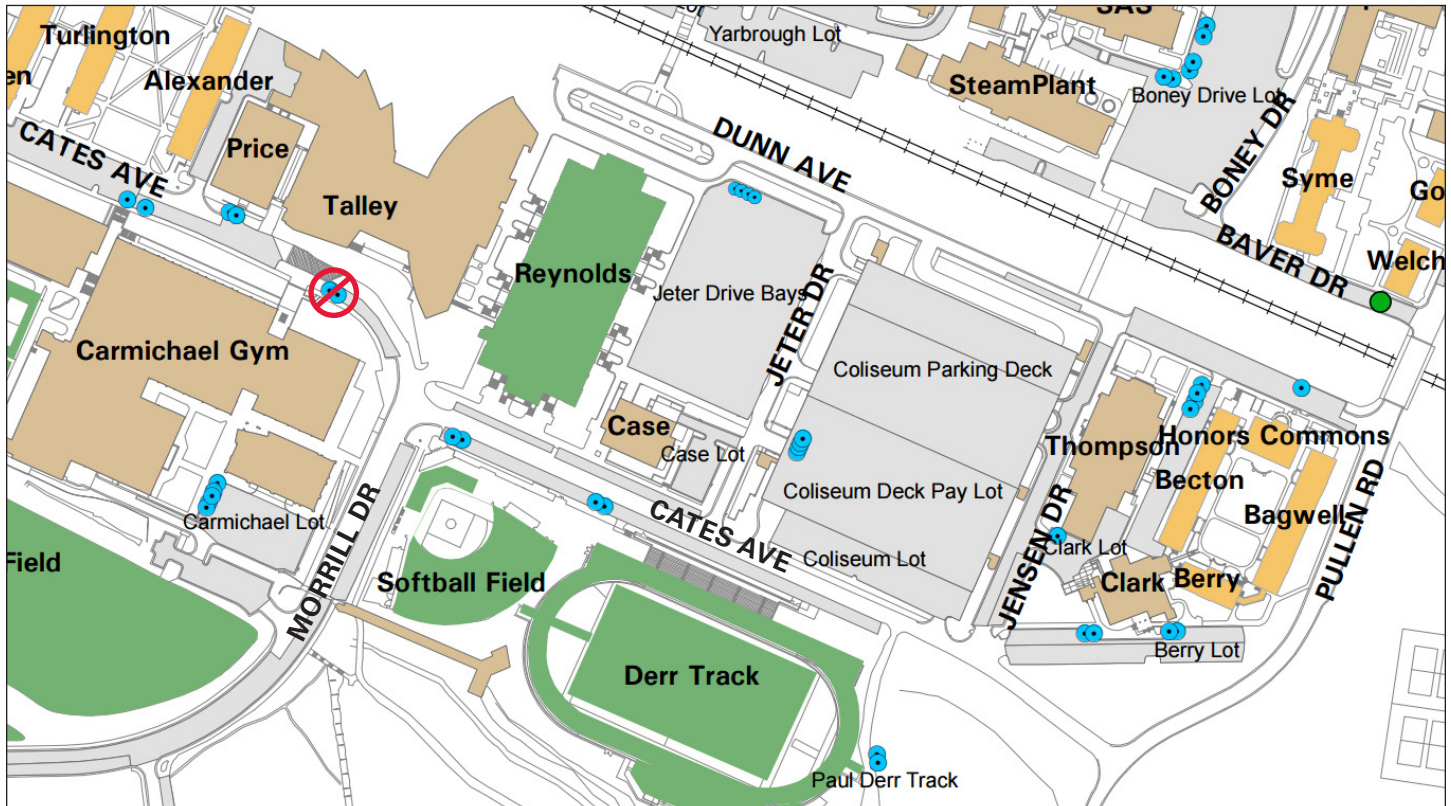 Yarbrough Lot
Turlington
Alexander
SteamPlant
Boney Drive Lot
CATES AVE
Price
DUNN AVE
BONEY DR
Syme
Talley
Go
BAVER DR
Welch
Reynolds
Jeter Drive Bays
JETER DR
Carmichael Gym
Coliseum Parking Deck
Case
Case Lot
Thompson
Honors Commons
Becton
Coliseum Deck Pay Lot
Bagwell
PULLEN RD
Carmichael Lot
CATES AVE
Clark Lot
Field
MORRILL DR
Softball Field
Coliseum Lot
JENSEN DR
Clark
Berry
Berry Lot
Derr Track
Paul Derr Track